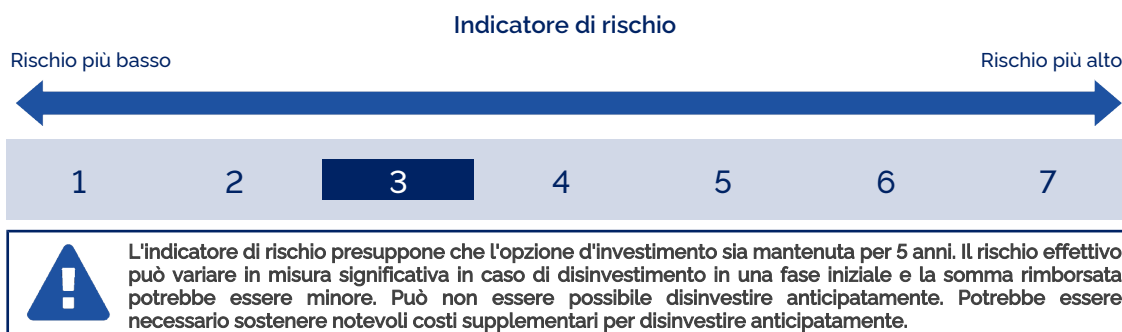 Indicatore di rischio
Rischio più basso Rischio più alto
1 2 3 4 5 6 7
L'indicatore di rischio presuppone che l'opzione d'investimento sia mantenuta per 5 anni. Il rischio effettivo
può variare in misura significativa in caso di disinvestimento in una fase iniziale e la somma rimborsata
potrebbe essere minore. Può non essere possibile disinvestire anticipatamente. Potrebbe essere
necessario sostenere notevoli costi supplementari per disinvestire anticipatamente.